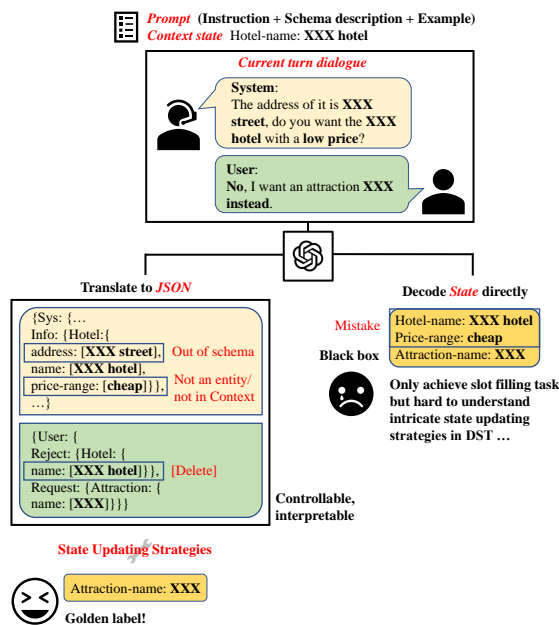 Prompt (Instruction + Schema description + Example)
Context state Hotel-name: XXX hotel
Current turn dialogue
System:
The address of it is XXX
street, do you want the XXX
hotel with a low price?
User:
No, I want an attraction XXX
instead.
Translate to JSON
{Sys: {…
Info: {Hotel:{
address: [XXX street],
Out of schema
name: [XXX hotel],
price-range: [cheap]}},
Not an entity/
not in Context
…}
{User: {
Reject: {Hotel: {
name: [XXX hotel]}},
[Delete]
Request: {Attraction: {
name: [XXX]}}}
Controllable,
interpretable
Decode State directly
Mistake
Hotel-name: XXX hotel
Price-range: cheap
Black box
Attraction-name: XXX
Only achieve slot filling task
but hard to understand
intricate state updating
strategies in DST …
State Updating Strategies
Attraction-name: XXX
Golden label!